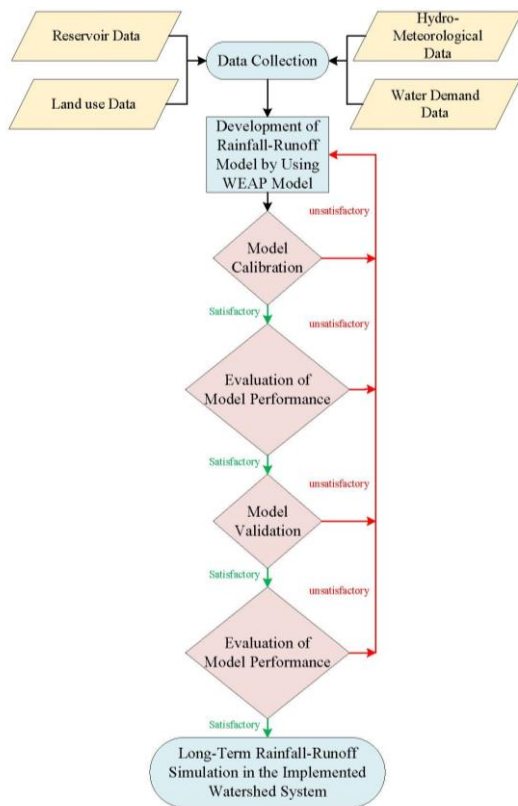 Reservoir Data
Hydro-
Meteorological
Data
Data Collection
Land use Data
Water Demand
Data
Development of
Rainfall-Runoff
Model by Using
WEAP Model
unsatisfactory
Model
Calibration
Satisfactory
unsatisfactory
Evaluation of
Model Performance
Satisfactory
unsatisfactory
Model
Validation
Satisfactory
unsatisfactory
Evaluation of
Model Performance
Satisfactory
Long-Term Rainfall-Runoff
Simulation in the Implemented
Watershed System